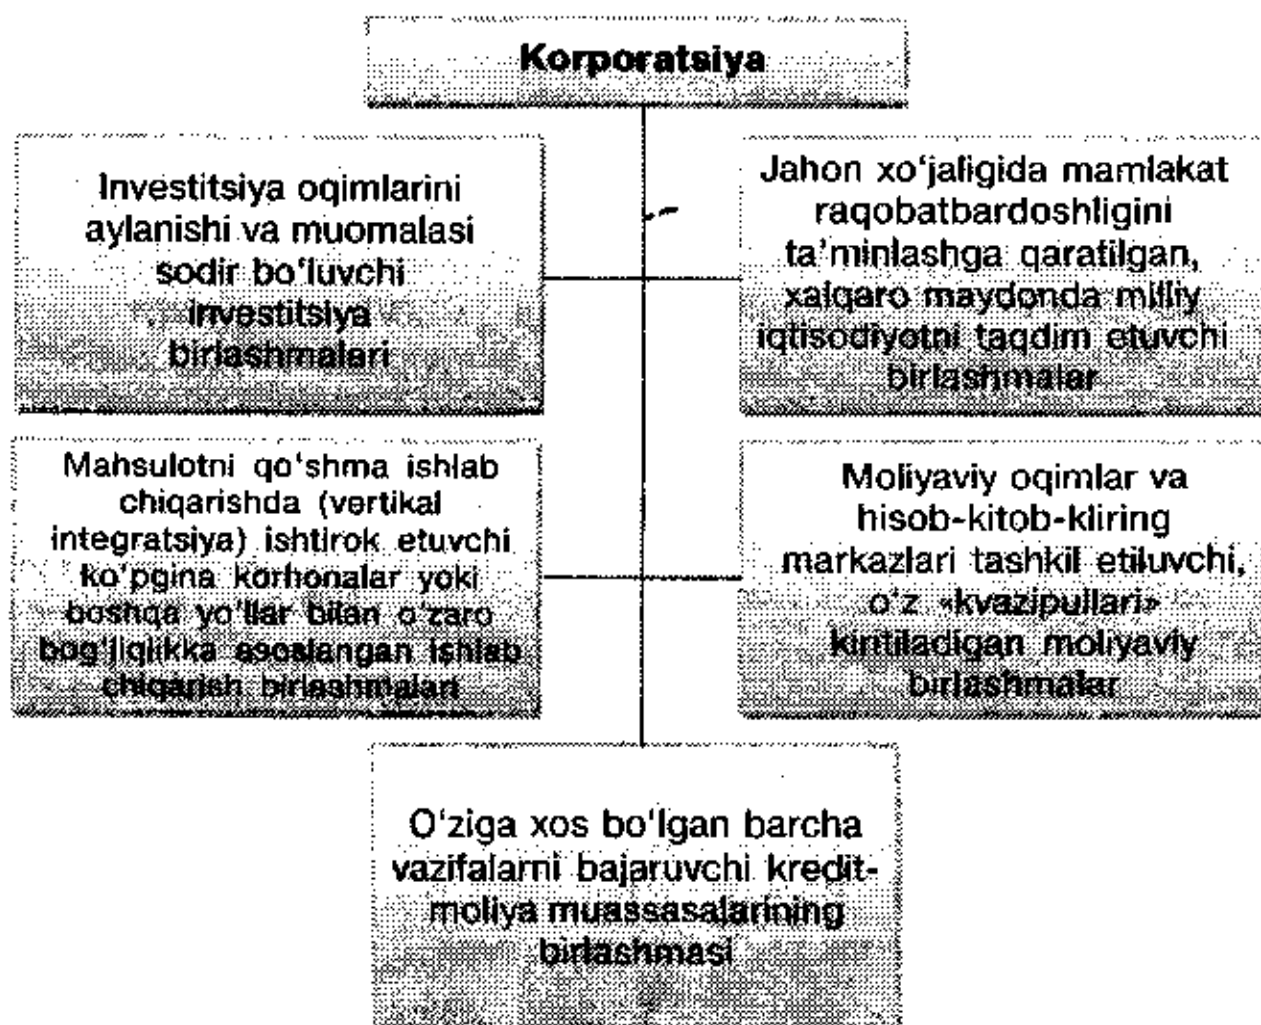 Korporatsiya
Investitsiya oqimlarini
aylanishi va muomalasi
sodir bo‘luvchi
investitsiya
birlashmalari
Jahon xo‘jaligida mamlakat
raqobatbardoshligini
ta’minlashga qaratilgan,
xalqaro maydonda milliy
iqtisodiyotni taqdim etuvchi
birlashmalar
Mahsulotni qo‘shma ishlab
chiqarishda (vertikal
integratsiya) ishtirok etuvchi
ko‘pgina korhonalar yoki
boshqa yo‘llar bilan o‘zaro
bog‘liqlikka asoslangan ishlab
chiqarish birlashmalari
Moliyaviy oqimlar va
hisob-kitob-kliring
markazlari tashkil etiluvchi,
o‘z «kvazipullari»
kiritiladigan moliyaviy
birlashmalar
O‘ziga xos bo‘lgan barcha
vazifalarni bajaruvchi kredit-
moliya muassasalarining
birlashmasi